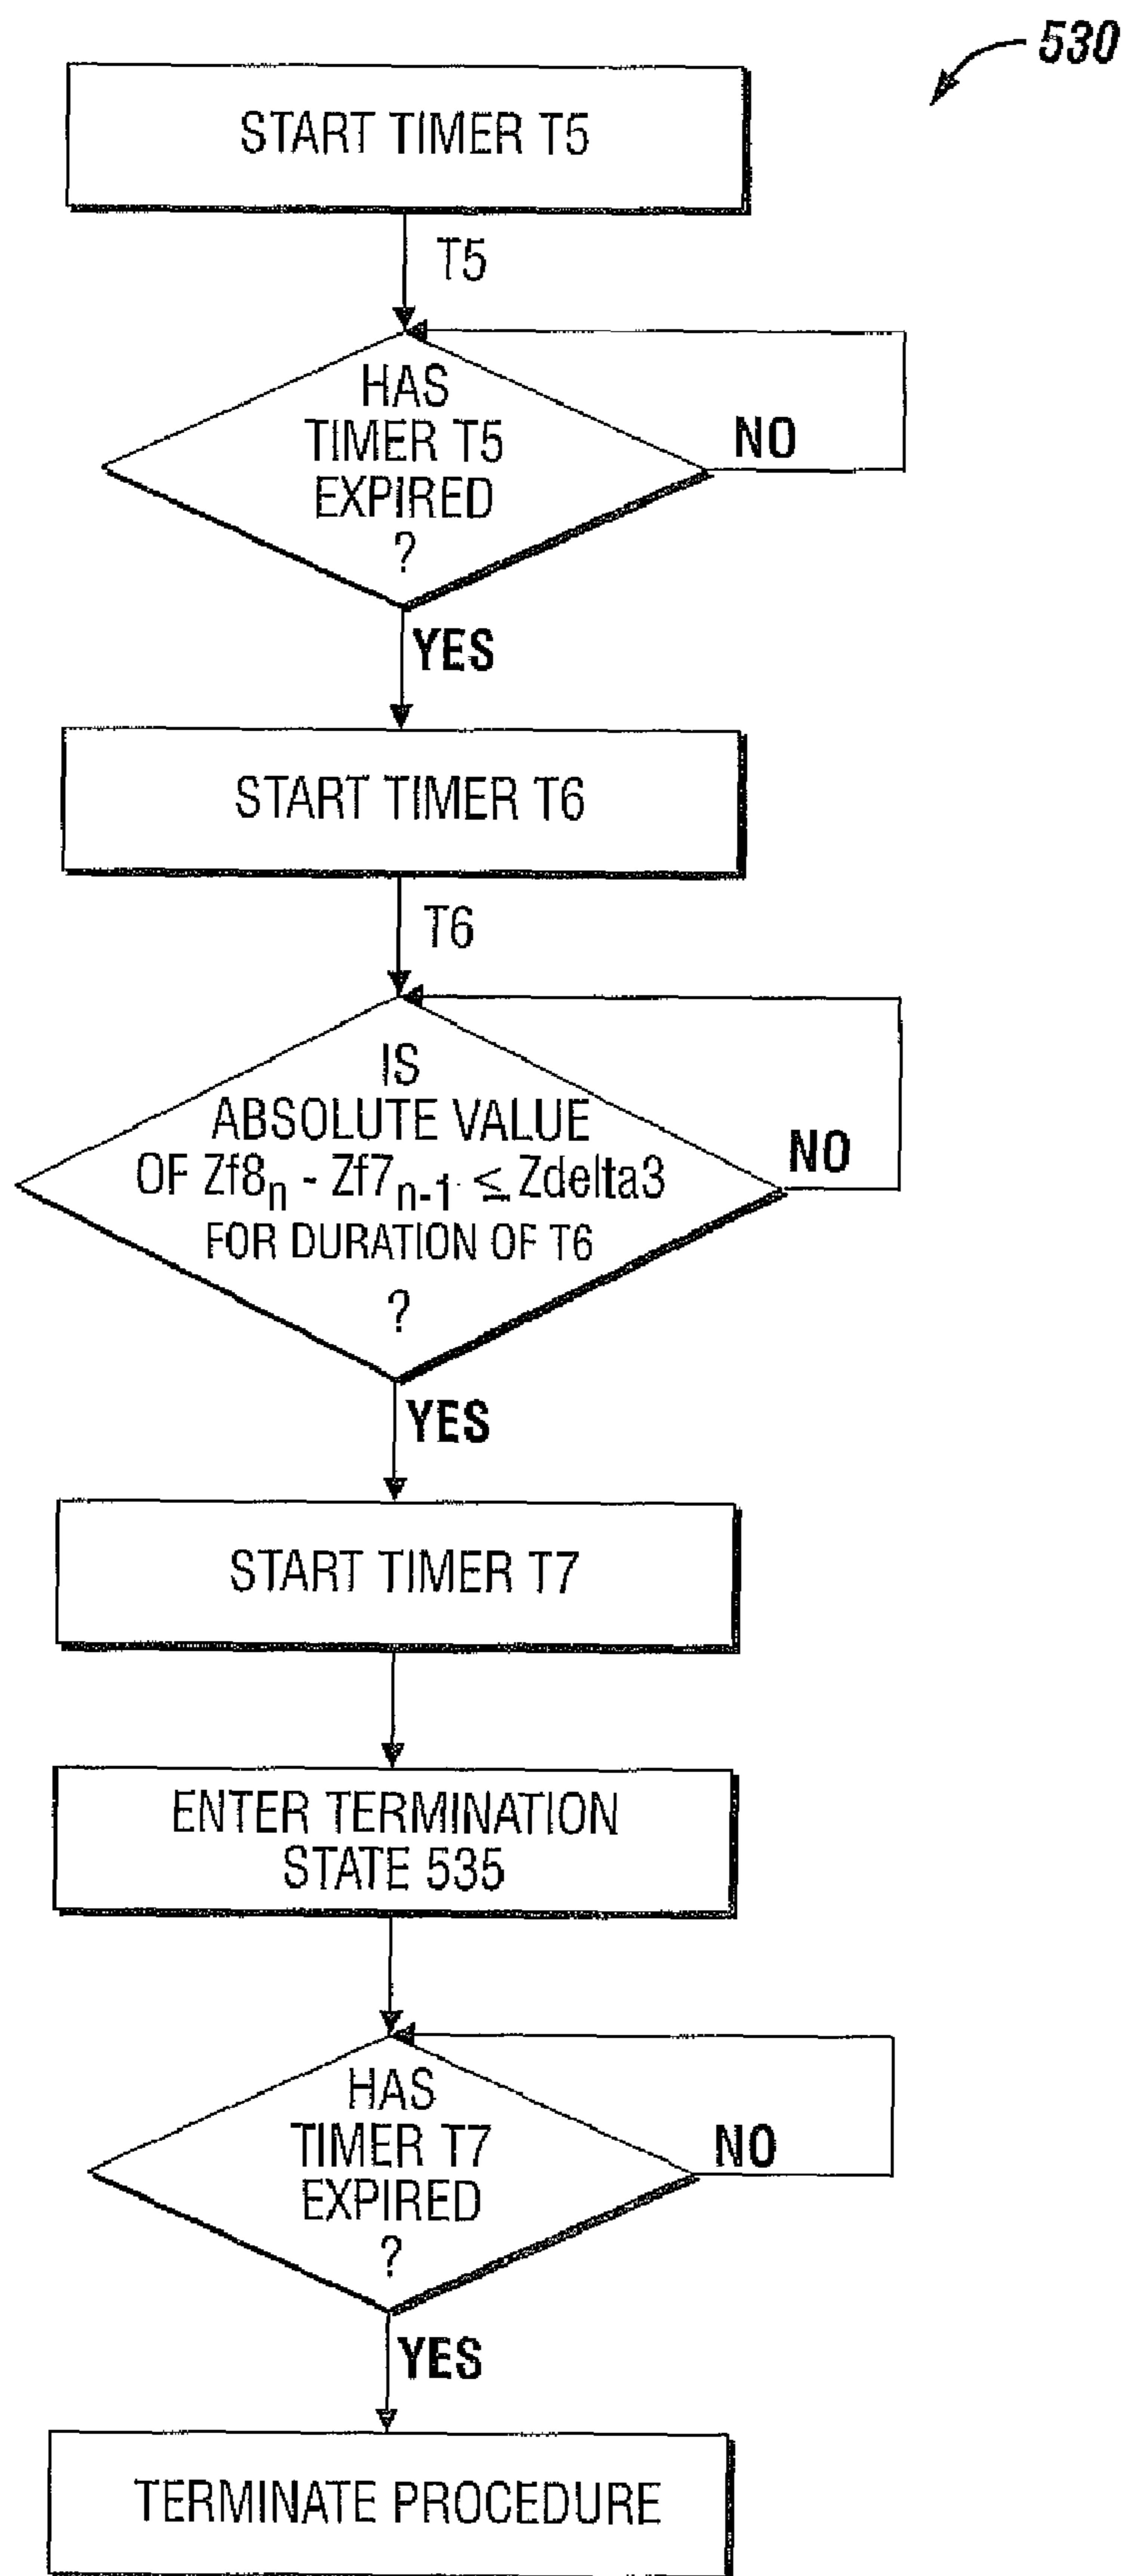 530
START TIMER T5
T5
HAS
TIMER T5
EXPIRED
?
NO
YES
START TIMER T6
T6
IS
ABSOLUTE VALUE
OF Zf8n - Zf7n-1 ≤ Zdelta3
FOR DURATION OF T6
?
NO
YES
START TIMER T7
ENTER TERMINATION
STATE 535
HAS
TIMER T7
EXPIRED
?
NO
YES
TERMINATE PROCEDURE